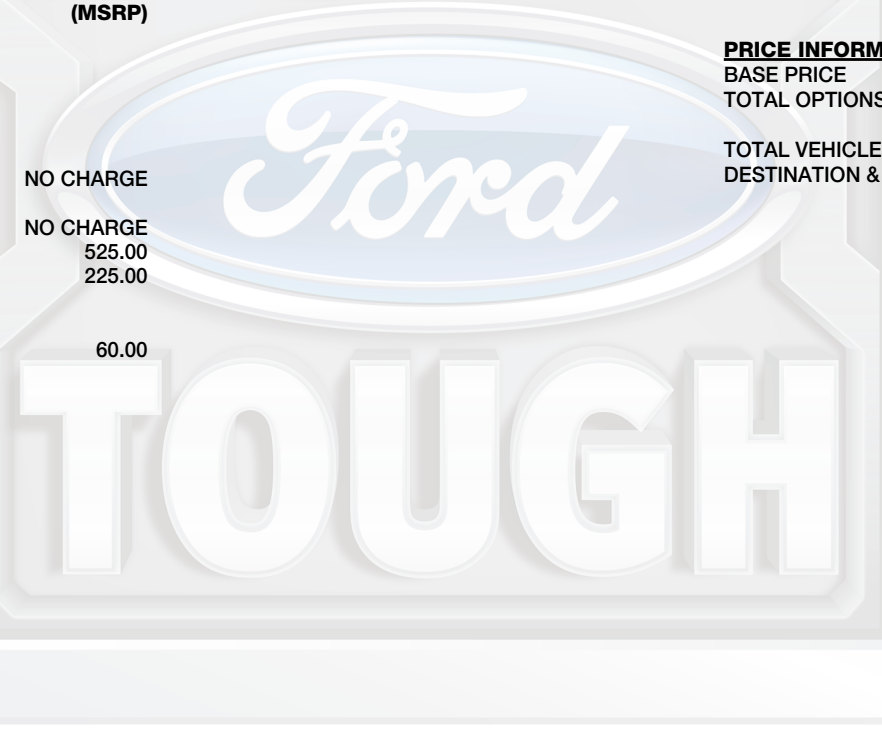 (MSRP)
NO CHARGE
NO CHARGE
525.00
225.00
60.00
PRICE INFORM
BASE PRICE
TOTAL OPTIONS
TOTAL VEHICLE
DESTINATION &
Ford
TOUGH